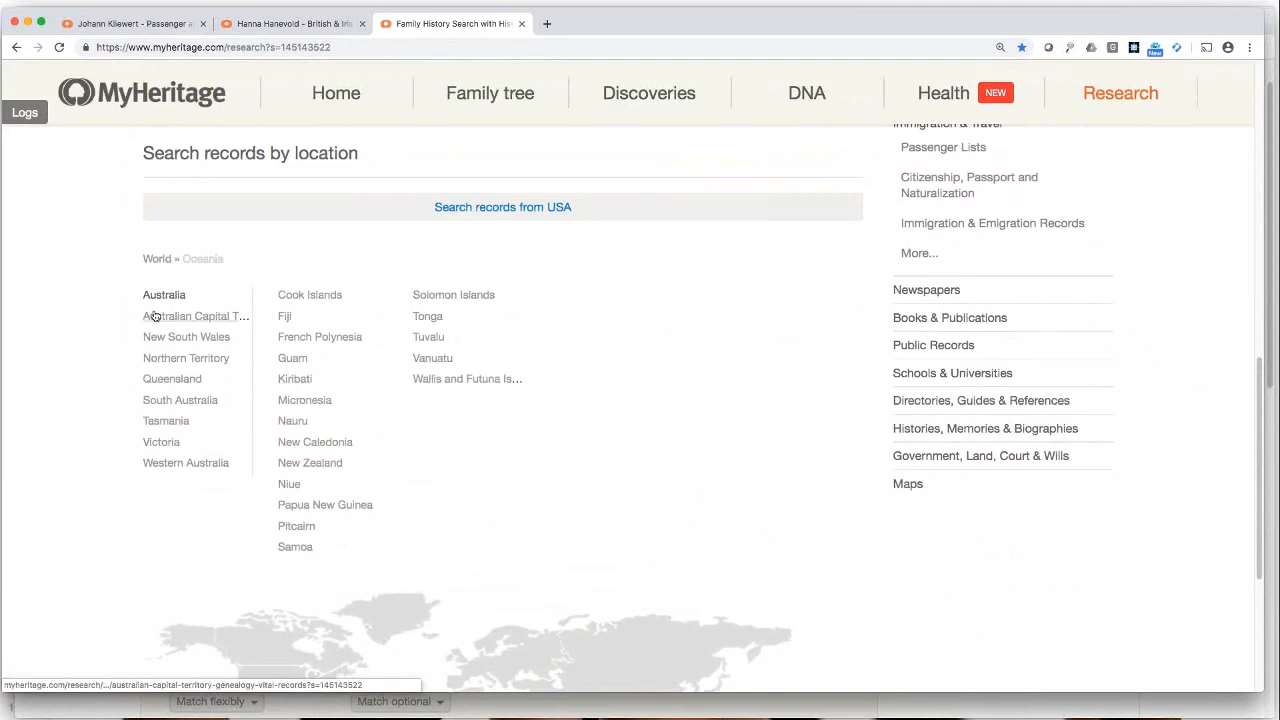 Johann Kliewert - Passenger a
Hanna Hanevold - British & Iri
Family History Search with His
https://www.myheritage.com/research?s=145143522
New
MyHeritage
Home
Family tree
Discoveries
DNA
Health NEW
Research
Logs
Search records by location
Search records from USA
World » Oceania
Australia
Australian Capital T...
New South Wales
Northern Territory
Queensland
South Australia
Tasmania
Victoria
Western Australia
Cook Islands
Fiji
French Polynesia
Guam
Kiribati
Micronesia
Nauru
New Caledonia
New Zealand
Niue
Papua New Guinea
Pitcairn
Samoa
Solomon Islands
Tonga
Tuvalu
Vanuatu
Wallis and Futuna Is...
Immigration & Travel
Passenger Lists
Citizenship, Passport and
Naturalization
Immigration & Emigration Records
More...
Newspapers
Books & Publications
Public Records
Schools & Universities
Directories, Guides & References
Histories, Memories & Biographies
Government, Land, Court & Wills
Maps
myheritage.com/research/.../australian-capital-territory-genealogy-vital-records?s=145143522
Match flexibly
Match optional